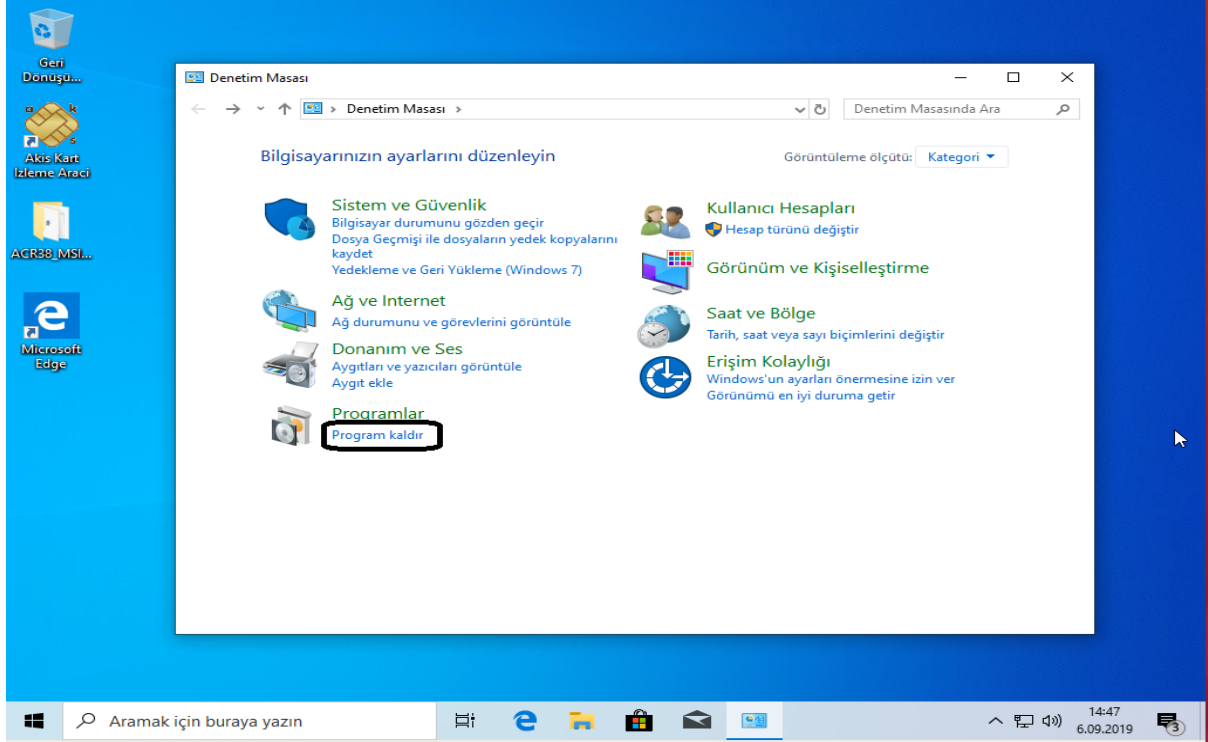 Geri
Dönüşü...
a k
s
Akis Kart
Izleme Araci
ACR38_MSI...
Microsoft
Edge
Denetim Masası
Denetim Masası
Denetim Masasında Ara
Bilgisayarınızın ayarlarını düzenleyin
Görüntüleme ölçütü: Kategori
Sistem ve Güvenlik
Bilgisayar durumunu gözden geçir
Dosya Geçmişi ile dosyaların yedek kopyalarını
kaydet
Yedekleme ve Geri Yükleme (Windows 7)
Ağ ve Internet
Ağ durumunu ve görevlerini görüntüle
Donanım ve Ses
Aygıtları ve yazıcıları görüntüle
Aygıt ekle
Programlar
Program kaldır
Kullanıcı Hesapları
Hesap türünü değiştir
Görünüm ve Kişiselleştirme
Saat ve Bölge
Tarih, saat veya sayı biçimlerini değiştir
Erişim Kolaylığı
Windows'un ayarları önermesine izin ver
Görünümü en iyi duruma getir
Aramak için buraya yazın
14:47
6.09.2019
3